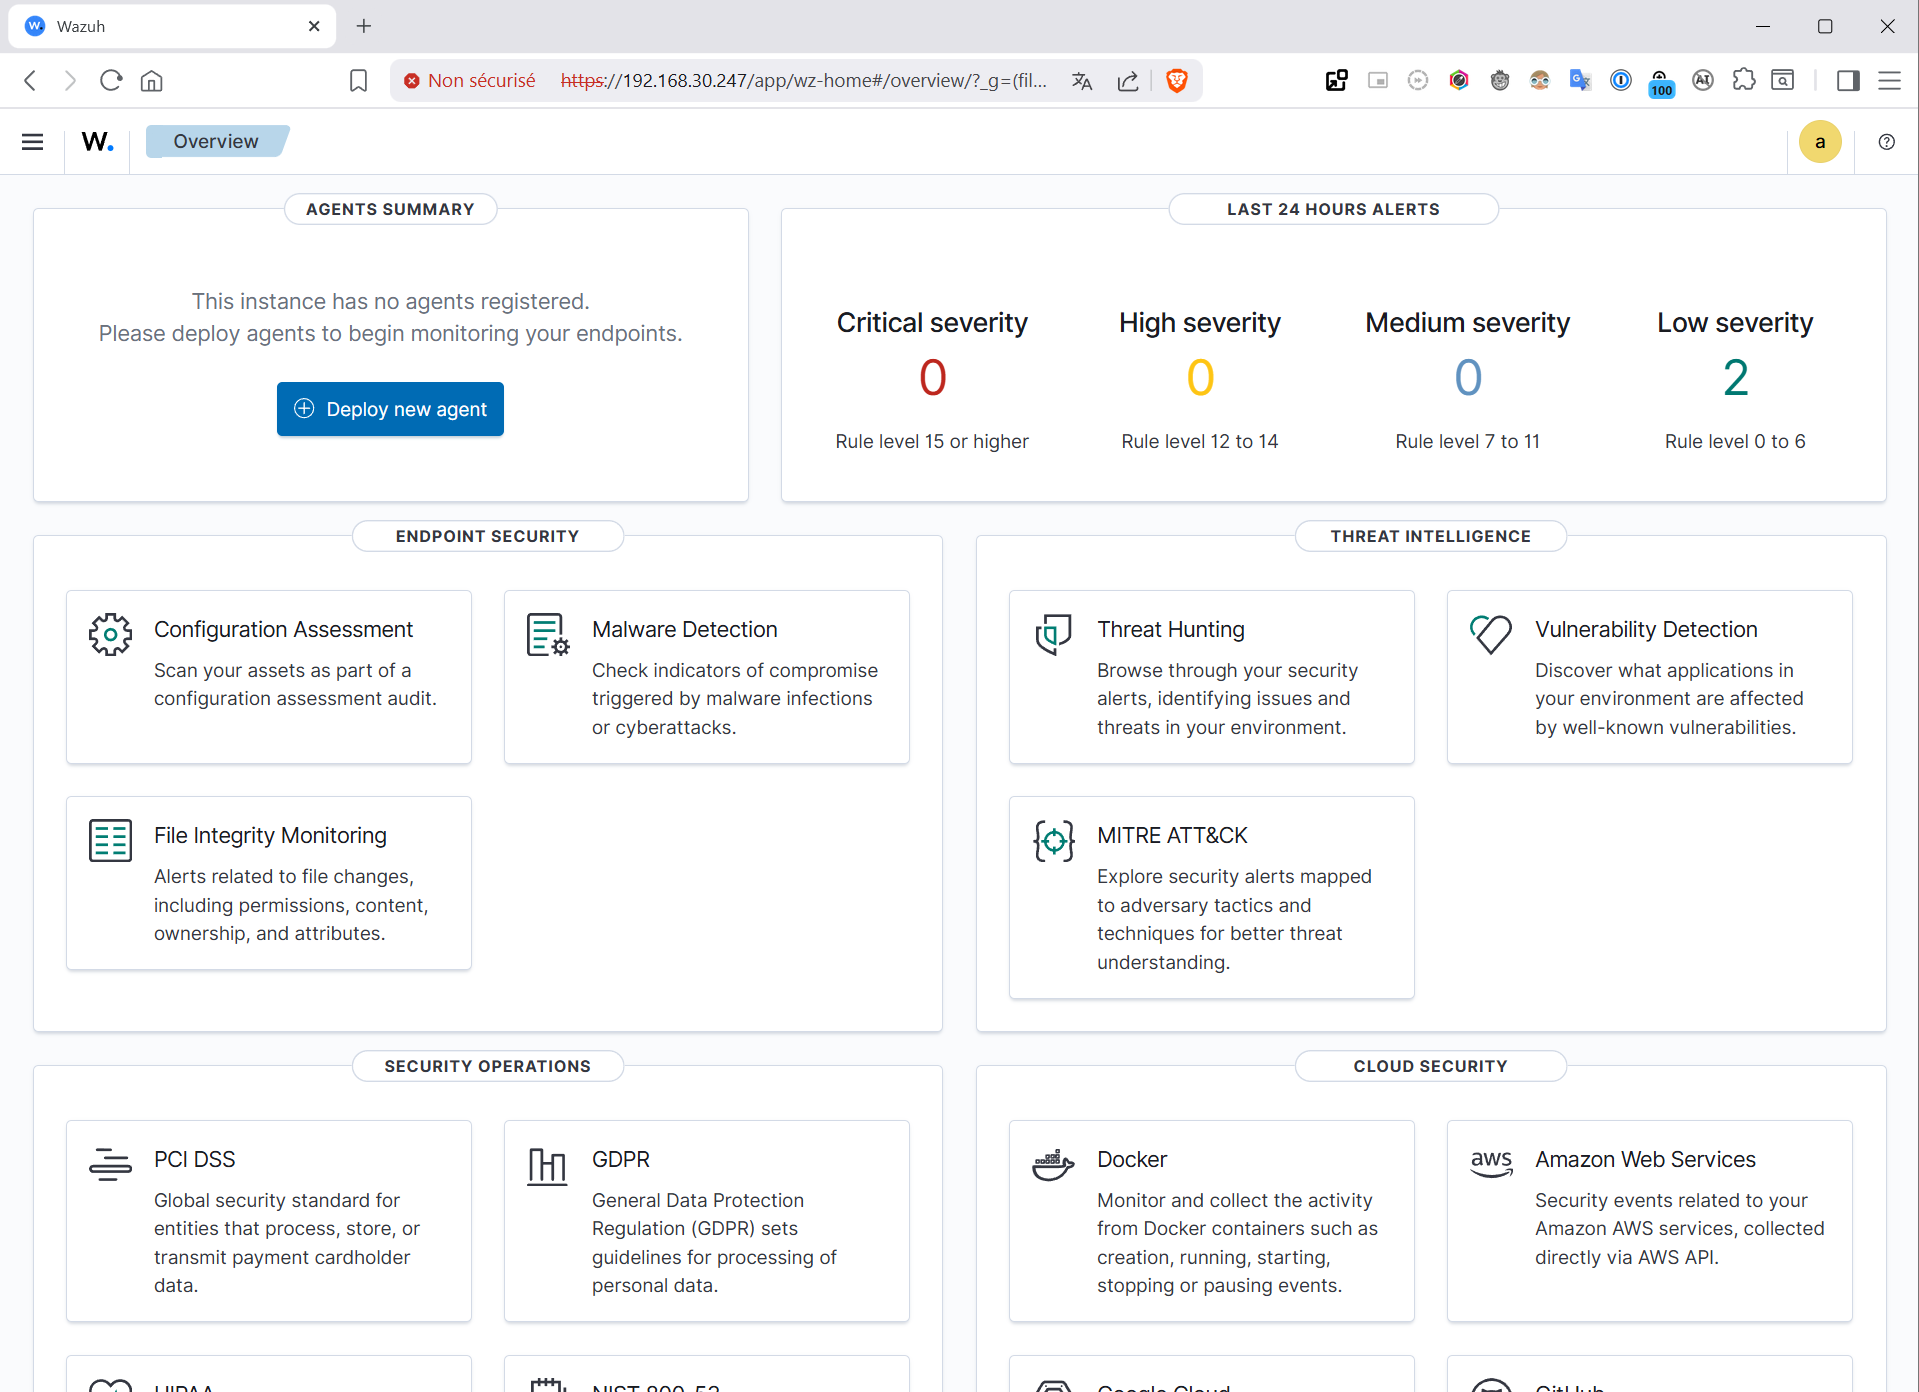 Wazuh
Non sécurisé https://192.168.30.247/app/wz-home#/overview/?_g=(fil...
100
W. Overview
a
AGENTS SUMMARY
This instance has no agents registered.
Please deploy agents to begin monitoring your endpoints.
Deploy new agent
LAST 24 HOURS ALERTS
Critical severity
0
Rule level 15 or higher
High severity
0
Rule level 12 to 14
Medium severity
0
Rule level 7 to 11
Low severity
2
Rule level 0 to 6
ENDPOINT SECURITY
Configuration Assessment
Scan your assets as part of a
configuration assessment audit.
Malware Detection
Check indicators of compromise
triggered by malware infections
or cyberattacks.
File Integrity Monitoring
Alerts related to file changes,
including permissions, content,
ownership, and attributes.
THREAT INTELLIGENCE
Threat Hunting
Browse through your security
alerts, identifying issues and
threats in your environment.
Vulnerability Detection
Discover what applications in
your environment are affected
by well-known vulnerabilities.
MITRE ATT&CK
Explore security alerts mapped
to adversary tactics and
techniques for better threat
understanding.
SECURITY OPERATIONS
PCI DSS
Global security standard for
entities that process, store, or
transmit payment cardholder
data.
GDPR
General Data Protection
Regulation (GDPR) sets
guidelines for processing of
personal data.
HIPAA
NIST 800-53
CLOUD SECURITY
Docker
Monitor and collect the activity
from Docker containers such as
creation, running, starting,
stopping or pausing events.
aws
Amazon Web Services
Security events related to your
Amazon AWS services, collected
directly via AWS API.
Google Cloud
GitHub